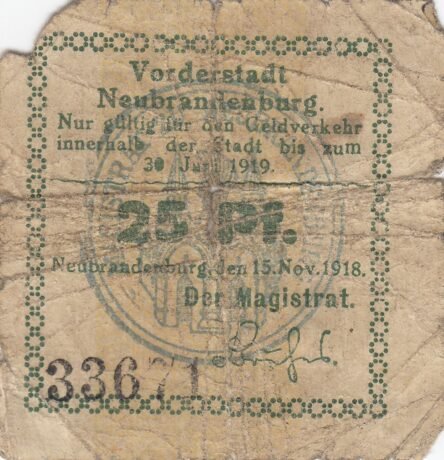 Vorderstadt
Neubrandenburg.
Nur gültig für den Geldverkehr
innerhalb der Stadt bis zum
30 Juni 1919.
25 Pf.
Neubrandenburg, den 15. Nov. 1918.
Der Magistrat.
33671